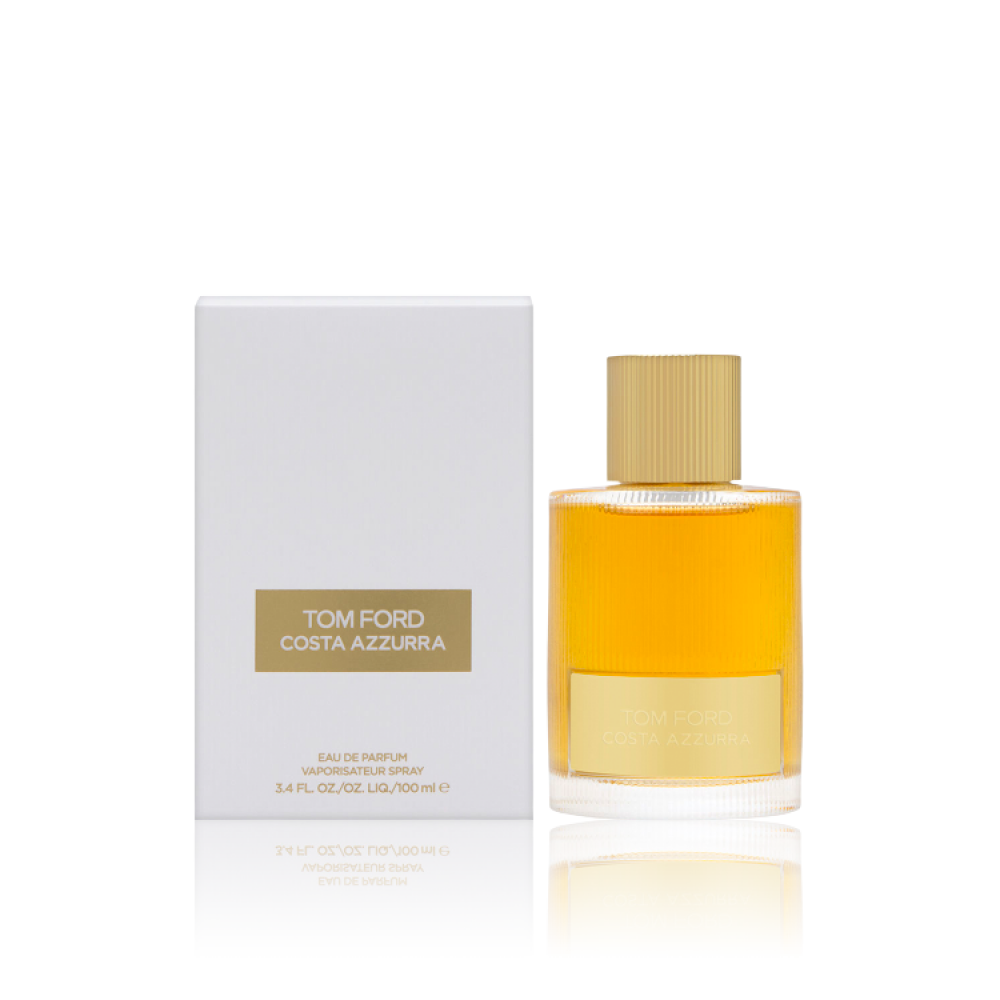 TOM FORD
COSTA AZZURRA
EAU DE PARFUM
VAPORISATEUR SPRAY
3.4 FL. OZ./OZ. LIQ./100 ml ℮
TOM FORD
COSTA AZZURRA